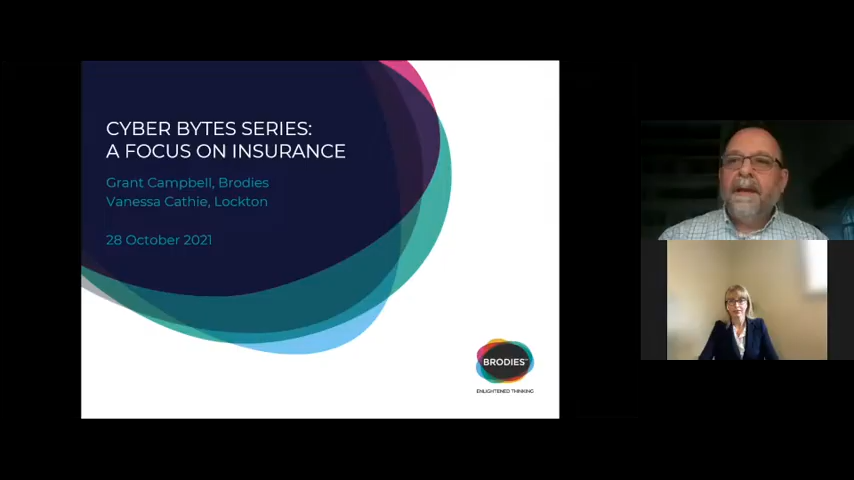 CYBER BYTES SERIES:
A FOCUS ON INSURANCE
Grant Campbell, Brodies
Vanessa Cathie, Lockton
28 October 2021
BRODIES
ENLIGHTENED THINKING